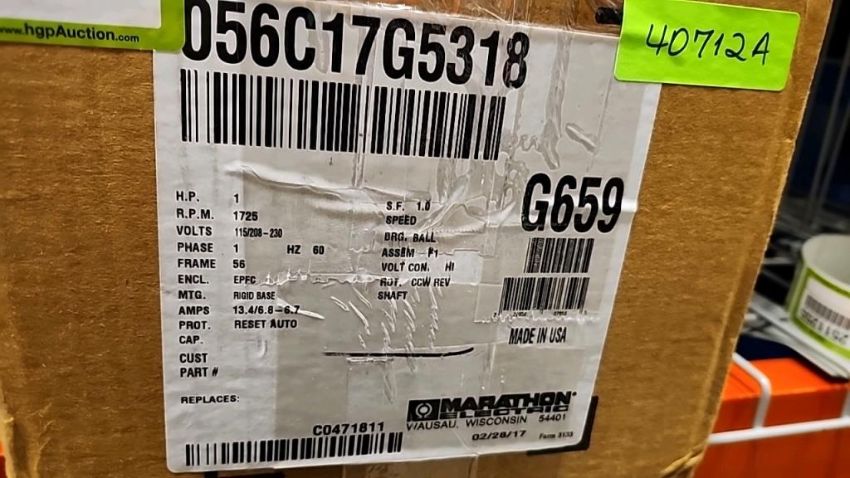 www.hgpAuction.com
056C17G5318
40712A
G659
H.P. 1
R.P.M. 1725
VOLTS 115/208-230
PHASE 1 HZ 60
FRAME 56
ENCL. EPFC
MTG. RIGID BASE
AMPS 13.4/6.8-6.7
PROT. RESET AUTO
CAP.
CUST
PART #
S.F. 1.0
SPEED
BRG. BALL
ASSEM F1
VOLT CON. HI
ROT. CCW REV
SHAFT
MADE IN USA
REPLACES:
C0471811
MARATHON
ELECTRIC
WAUSAU, WISCONSIN 54401
02/28/17 Form 5133